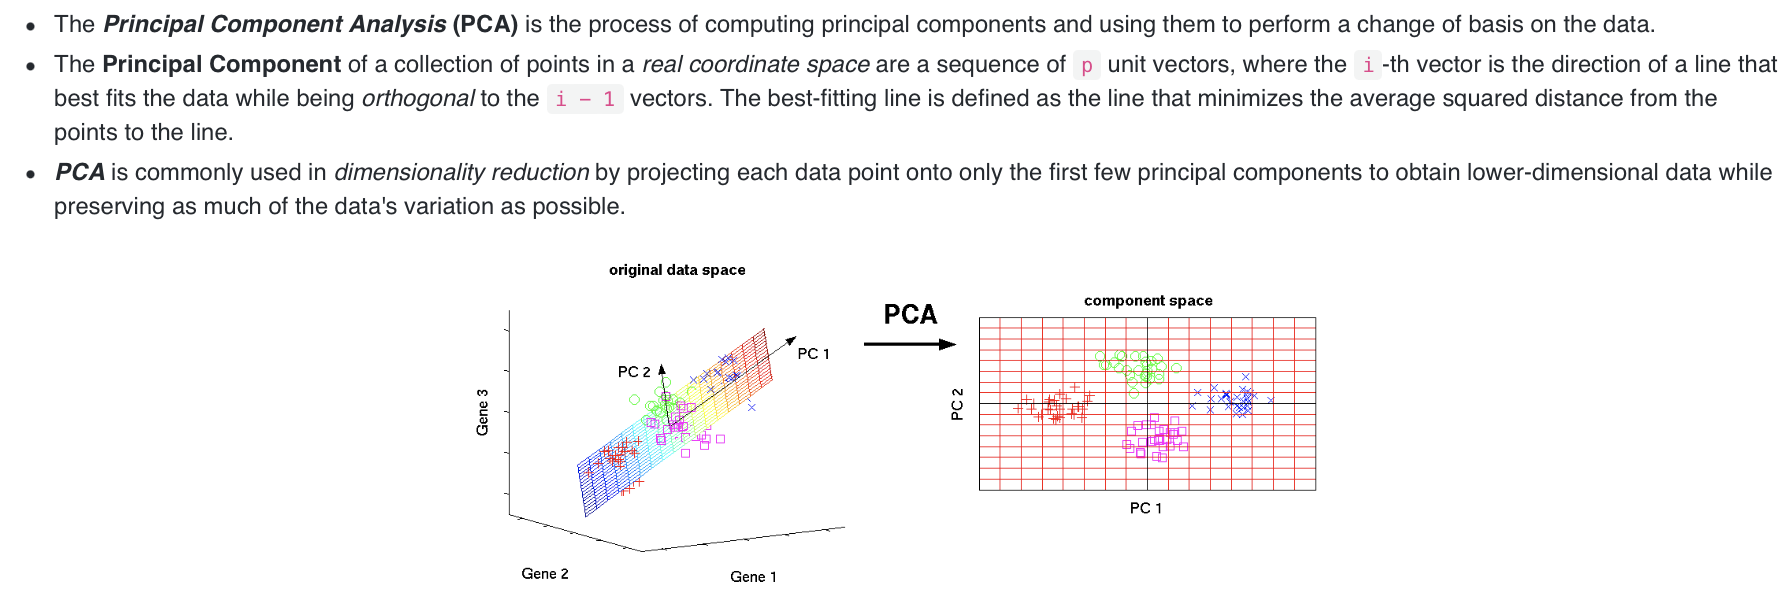 The Principal Component Analysis (PCA) is the process of computing principal components and using them to perform a change of basis on the data.
The Principal Component of a collection of points in a real coordinate space are a sequence of p unit vectors, where the i -th vector is the direction of a line that
best fits the data while being orthogonal to the i − 1 vectors. The best-fitting line is defined as the line that minimizes the average squared distance from the
points to the line.
PCA is commonly used in dimensionality reduction by projecting each data point onto only the first few principal components to obtain lower-dimensional data while
preserving as much of the data's variation as possible.
original data space
PC 1
PC 2
Gene 3
Gene 2
Gene 1
PCA
component space
PC 2
PC 1